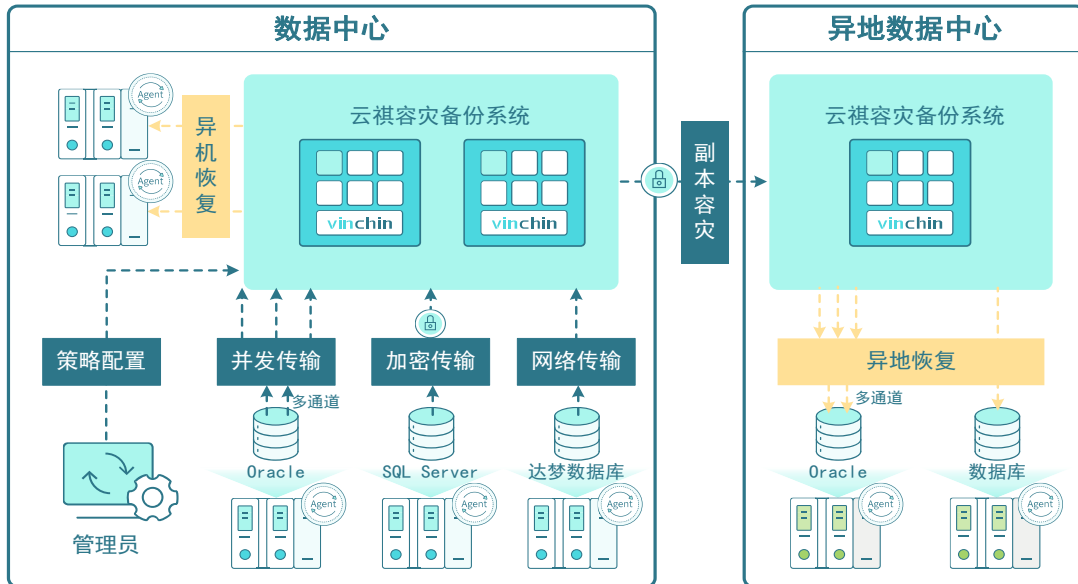 数据中心
异地数据中心
Agent
Agent
异机恢复
云祺容灾备份系统
vinchin
vinchin
副本容灾
云祺容灾备份系统
vinchin
策略配置
并发传输
加密传输
网络传输
异地恢复
多通道
多通道
Oracle
SQL Server
达梦数据库
Oracle
数据库
管理员
Agent
Agent
Agent
Agent
Agent